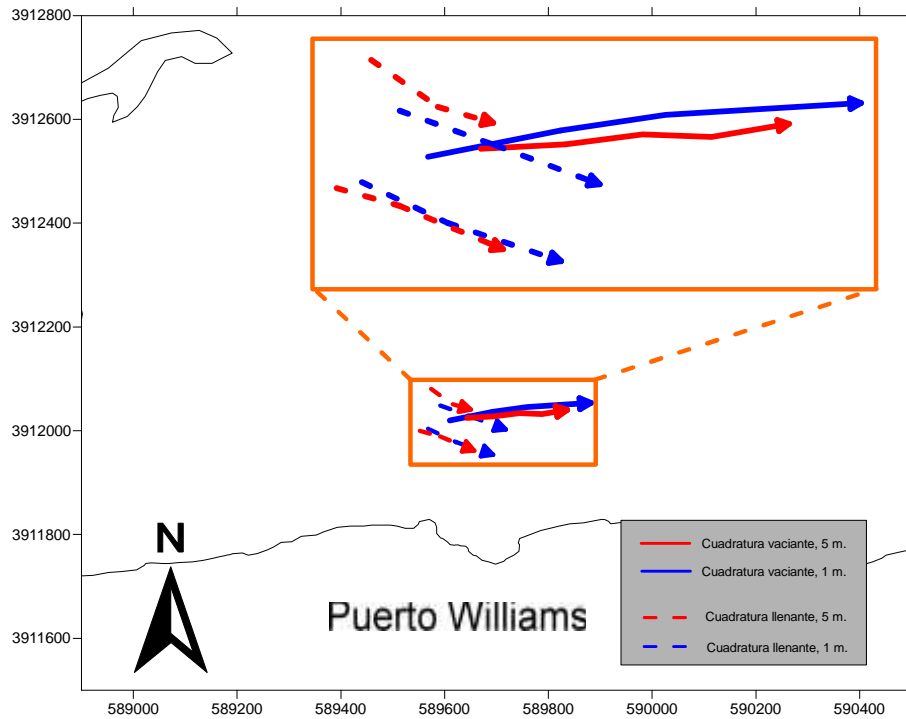 3912800
3912600
3912400
3912200
3912000
3911800
3911600
N
Puerto Williams
Cuadratura vaciante, 5 m.
Cuadratura vaciante, 1 m.
Cuadratura llenante, 5 m.
Cuadratura llenante, 1 m.
589000 589200 589400 589600 589800 590000 590200 590400